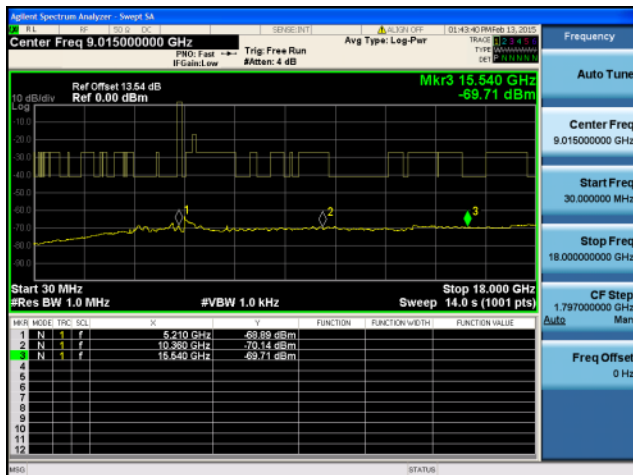 Agilent Spectrum Analyzer - Swept SA
RL RF 50 Ω DC SENSE:INT ALIGN OFF 01:43:40 PM Feb 13, 2015
Center Freq 9.015000000 GHz
PNO: Fast
IFGain:Low
Trig: Free Run
#Atten: 4 dB
Avg Type: Log-Pwr
TRACE 1 2 3 4 5 6
TYPE
DET P N N N N N
Ref Offset 13.54 dB
Ref 0.00 dBm
10 dB/div
Log
Mkr3 15.540 GHz
-69.71 dBm
-10.0
-20.0
-30.0
-40.0
-50.0
-60.0
-70.0
-80.0
-90.0
1
2
3
Start 30 MHz
#Res BW 1.0 MHz
#VBW 1.0 kHz
Stop 18.000 GHz
Sweep 14.0 s (1001 pts)
MKR MODE TRC SCL X Y FUNCTION FUNCTION WIDTH FUNCTION VALUE
1 N 1 f 5.210 GHz -68.89 dBm
2 N 1 f 10.360 GHz -70.14 dBm
3 N 1 f 15.540 GHz -69.71 dBm
4
5
6
7
8
9
10
11
12
MSG
STATUS
Frequency
Auto Tune
Center Freq
9.015000000 GHz
Start Freq
30.000000 MHz
Stop Freq
18.000000000 GHz
CF Step
1.797000000 GHz
Auto Man
Freq Offset
0 Hz